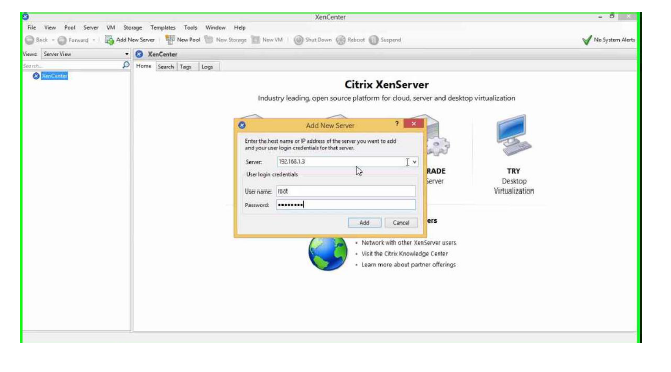 XenCenter
File View Pool Server VM Storage Templates Tools Window Help
Back Forward Add New Server New Pool New Storage New VM Shut Down Reboot Suspend No System Alerts
Views: Server View XenCenter
Search... Home Search Tags Logs
XenCenter
Citrix XenServer
Industry leading, open source platform for cloud, server and desktop virtualization
Add New Server ?
Enter the host name or IP address of the server you want to add
and your user login credentials for that server.
Server: 192.168.1.3
User login credentials
User name: root
Password: ••••••••
Add Cancel
RADE
Server
TRY
Desktop
Virtualization
ers
Network with other XenServer users
Visit the Citrix Knowledge Center
Learn more about partner offerings